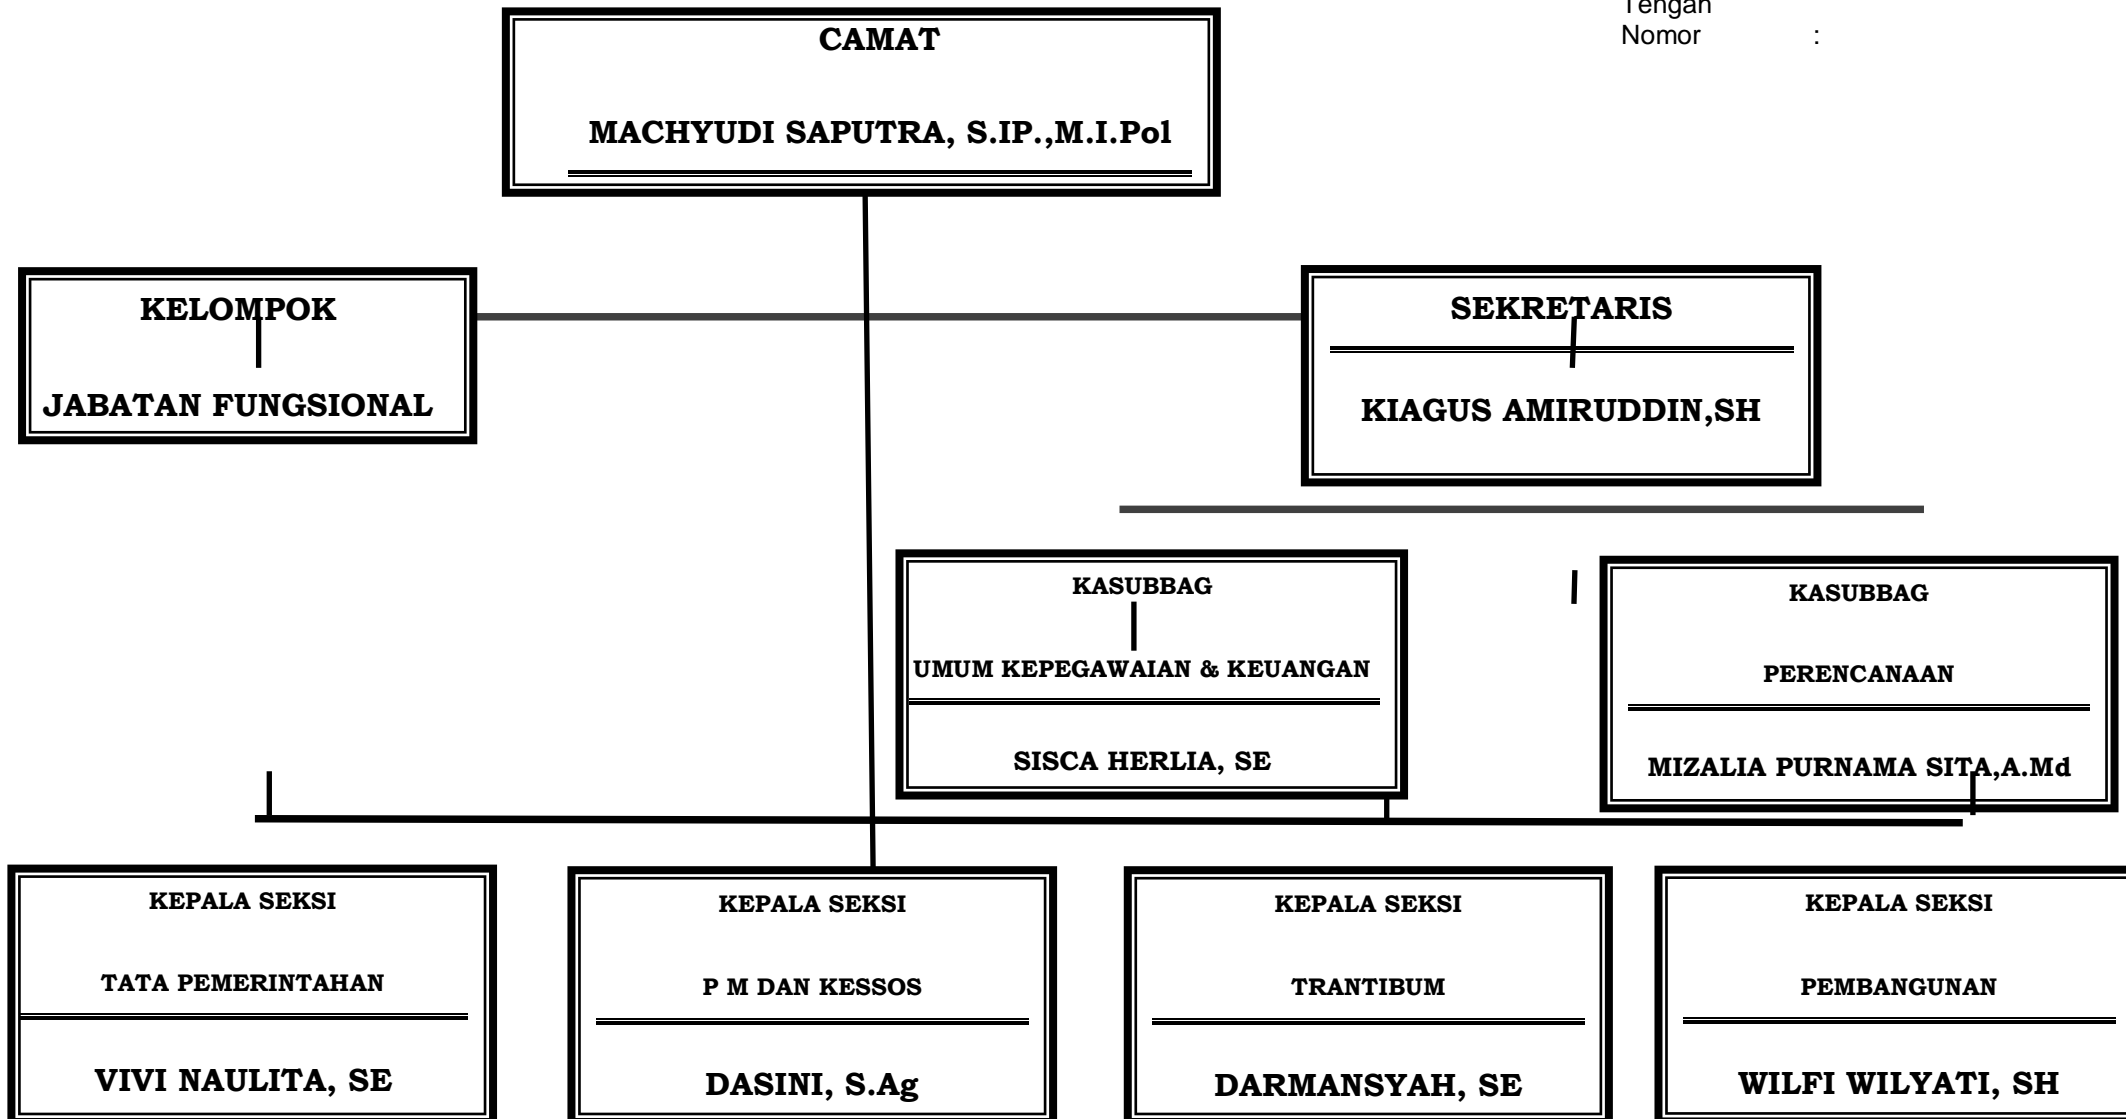 Tengah
Nomor :
CAMAT
MACHYUDI SAPUTRA, S.IP.,M.I.Pol
KELOMPOK
JABATAN FUNGSIONAL
SEKRETARIS
KIAGUS AMIRUDDIN,SH
KASUBBAG
UMUM KEPEGAWAIAN & KEUANGAN
SISCA HERLIA, SE
KASUBBAG
PERENCANAAN
MIZALIA PURNAMA SITA,A.Md
KEPALA SEKSI
TATA PEMERINTAHAN
VIVI NAULITA, SE
KEPALA SEKSI
P M DAN KESSOS
DASINI, S.Ag
KEPALA SEKSI
TRANTIBUM
DARMANSYAH, SE
KEPALA SEKSI
PEMBANGUNAN
WILFI WILYATI, SH